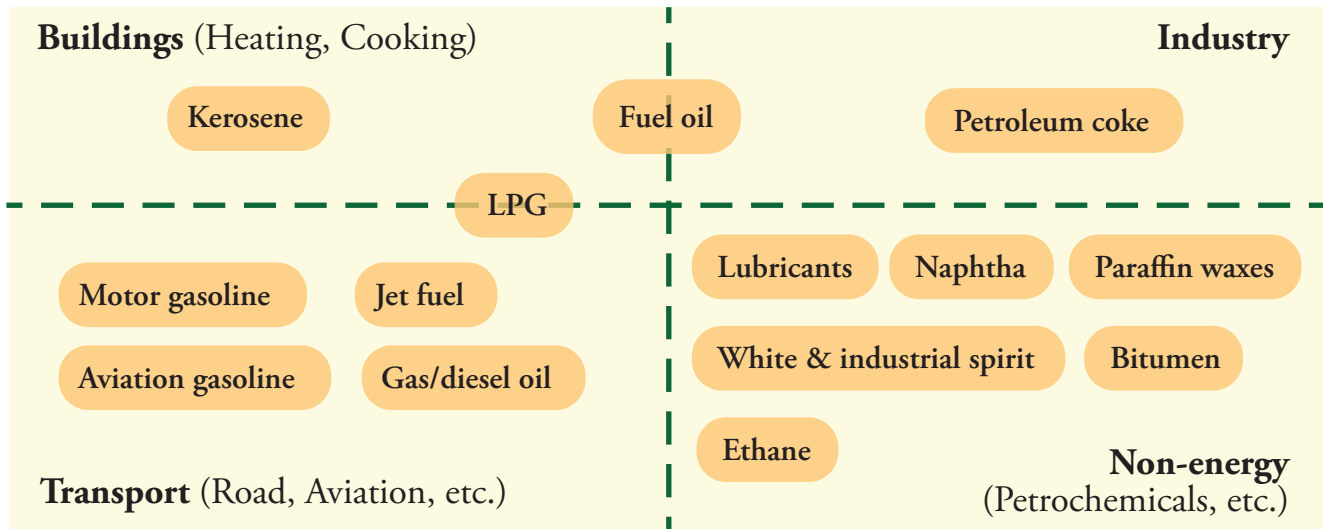 Buildings (Heating, Cooking)
Industry
Kerosene
Fuel oil
Petroleum coke
LPG
Motor gasoline
Jet fuel
Aviation gasoline
Gas/diesel oil
Transport (Road, Aviation, etc.)
Lubricants
Naphtha
Paraffin waxes
White & industrial spirit
Bitumen
Ethane
Non-energy
(Petrochemicals, etc.)